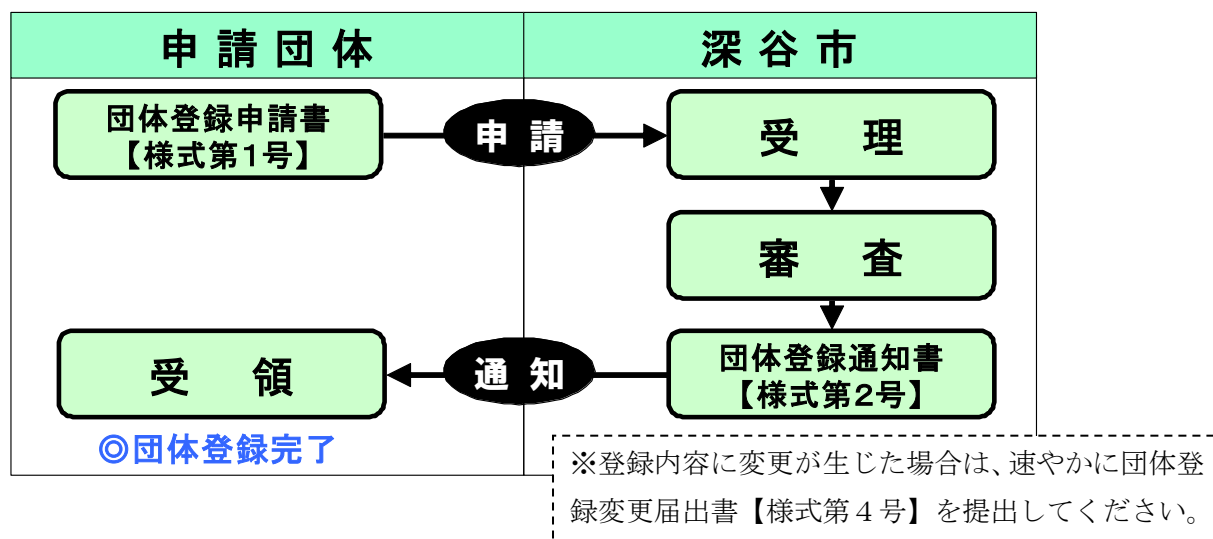 申請団体
深谷市
団体登録申請書
【様式第1号】
申請
受理
審査
団体登録通知書
【様式第2号】
通知
受領
◎団体登録完了
※登録内容に変更が生じた場合は、速やかに団体登
録変更届出書【様式第４号】を提出してください。